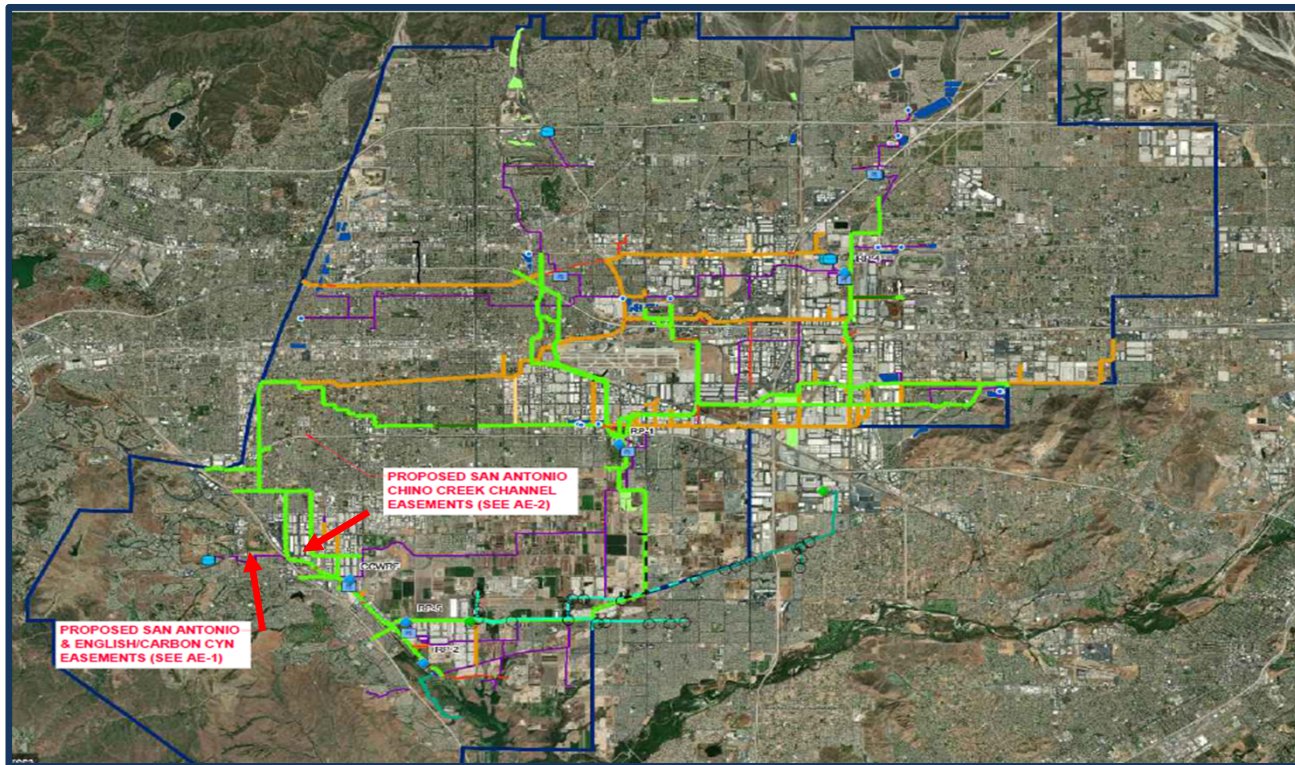 RP-4
RP-1
PROPOSED SAN ANTONIO
CHINO CREEK CHANNEL
EASEMENTS (SEE AE-2)
CCWRF
RP-5
PROPOSED SAN ANTONIO
& ENGLISH/CARBON CYN
EASEMENTS (SEE AE-1)
RP-2